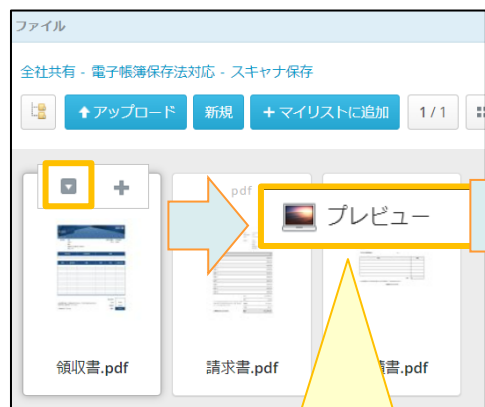 ファイル
全社共有 - 電子帳簿保存法対応 - スキャナ保存
アップロード 新規 + マイリストに追加 1 / 1
pdf
プレビュー
領収書.pdf 請求書.pdf 書.pdf